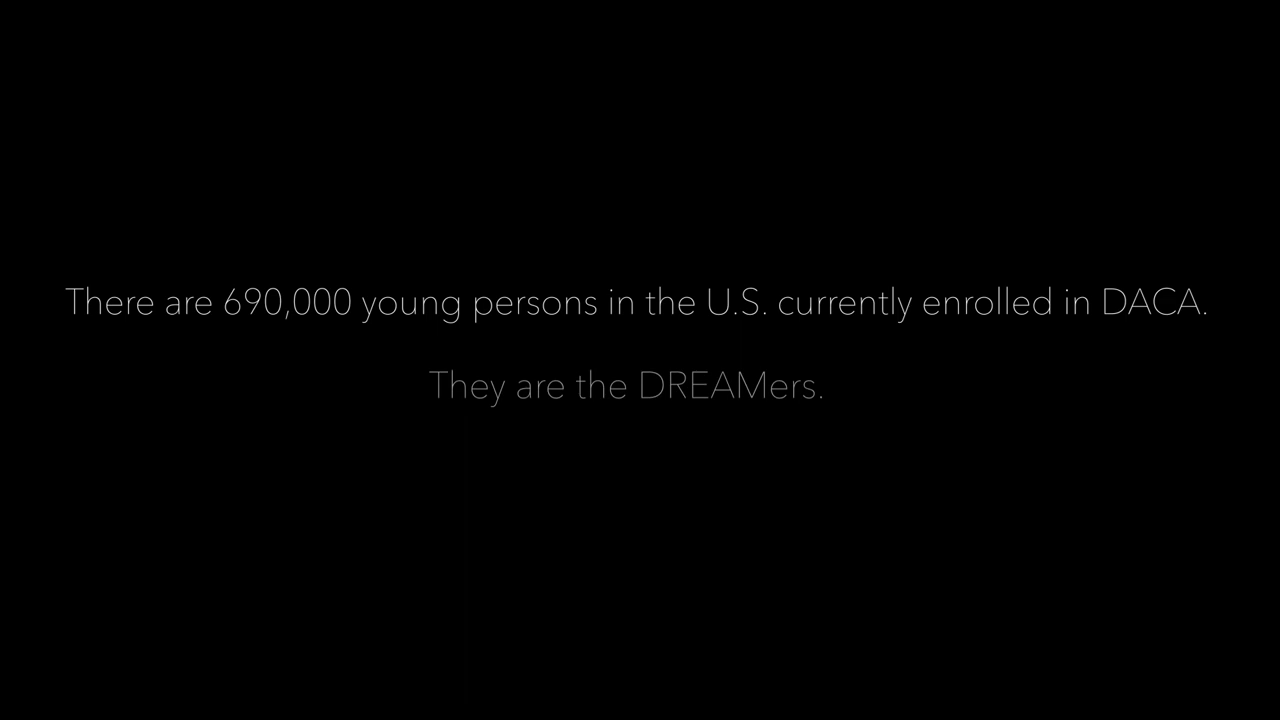 There are 690,000 young persons in the U.S. currently enrolled in DACA.
They are the DREAMers.